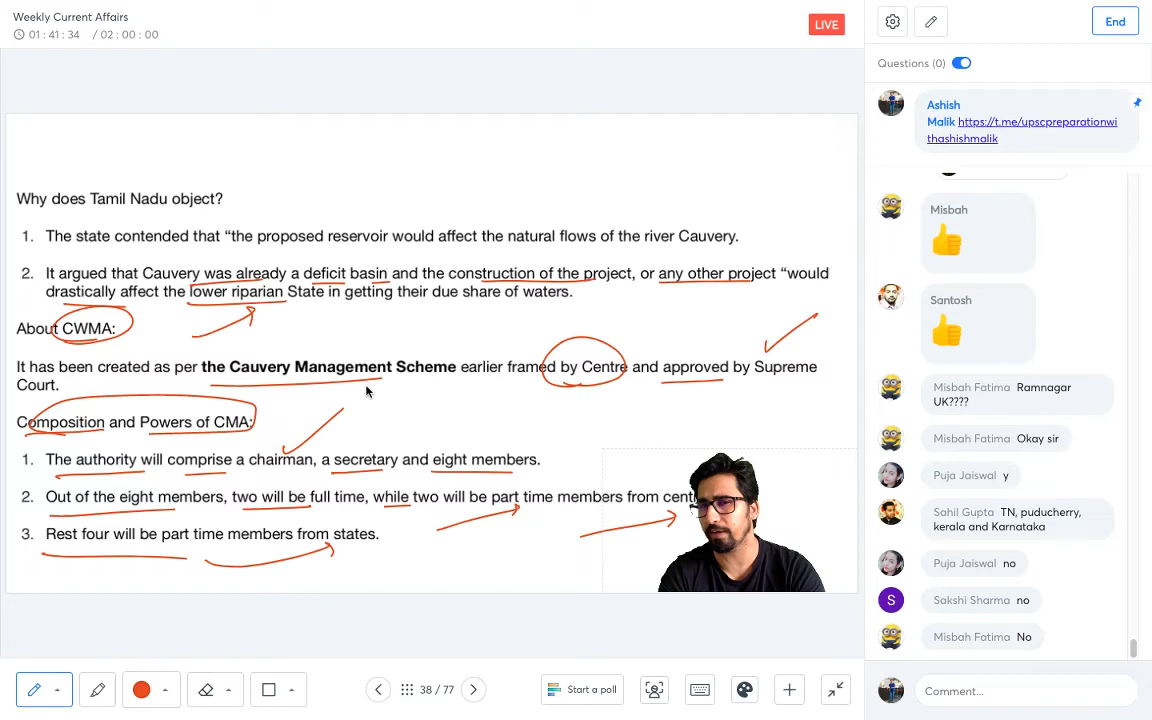 Weekly Current Affairs
01 : 41 : 34 / 02 : 00 : 00
LIVE
End
Questions (0)
Ashish
Malik https://t.me/upscpreparationwi
thashishmalik
Why does Tamil Nadu object?
1. The state contended that “the proposed reservoir would affect the natural flows of the river Cauvery.
2. It argued that Cauvery was already a deficit basin and the construction of the project, or any other project “would
drastically affect the lower riparian State in getting their due share of waters.
About CWMA:
It has been created as per the Cauvery Management Scheme earlier framed by Centre and approved by Supreme
Court.
Composition and Powers of CMA:
1. The authority will comprise a chairman, a secretary and eight members.
2. Out of the eight members, two will be full time, while two will be part time members from cent
3. Rest four will be part time members from states.
Misbah
Santosh
Misbah Fatima Ramnagar
UK????
Misbah Fatima Okay sir
Puja Jaiswal y
Sahil Gupta TN, puducherry,
kerala and Karnataka
Puja Jaiswal no
S
Sakshi Sharma no
Misbah Fatima No
38 / 77
Start a poll
Comment...